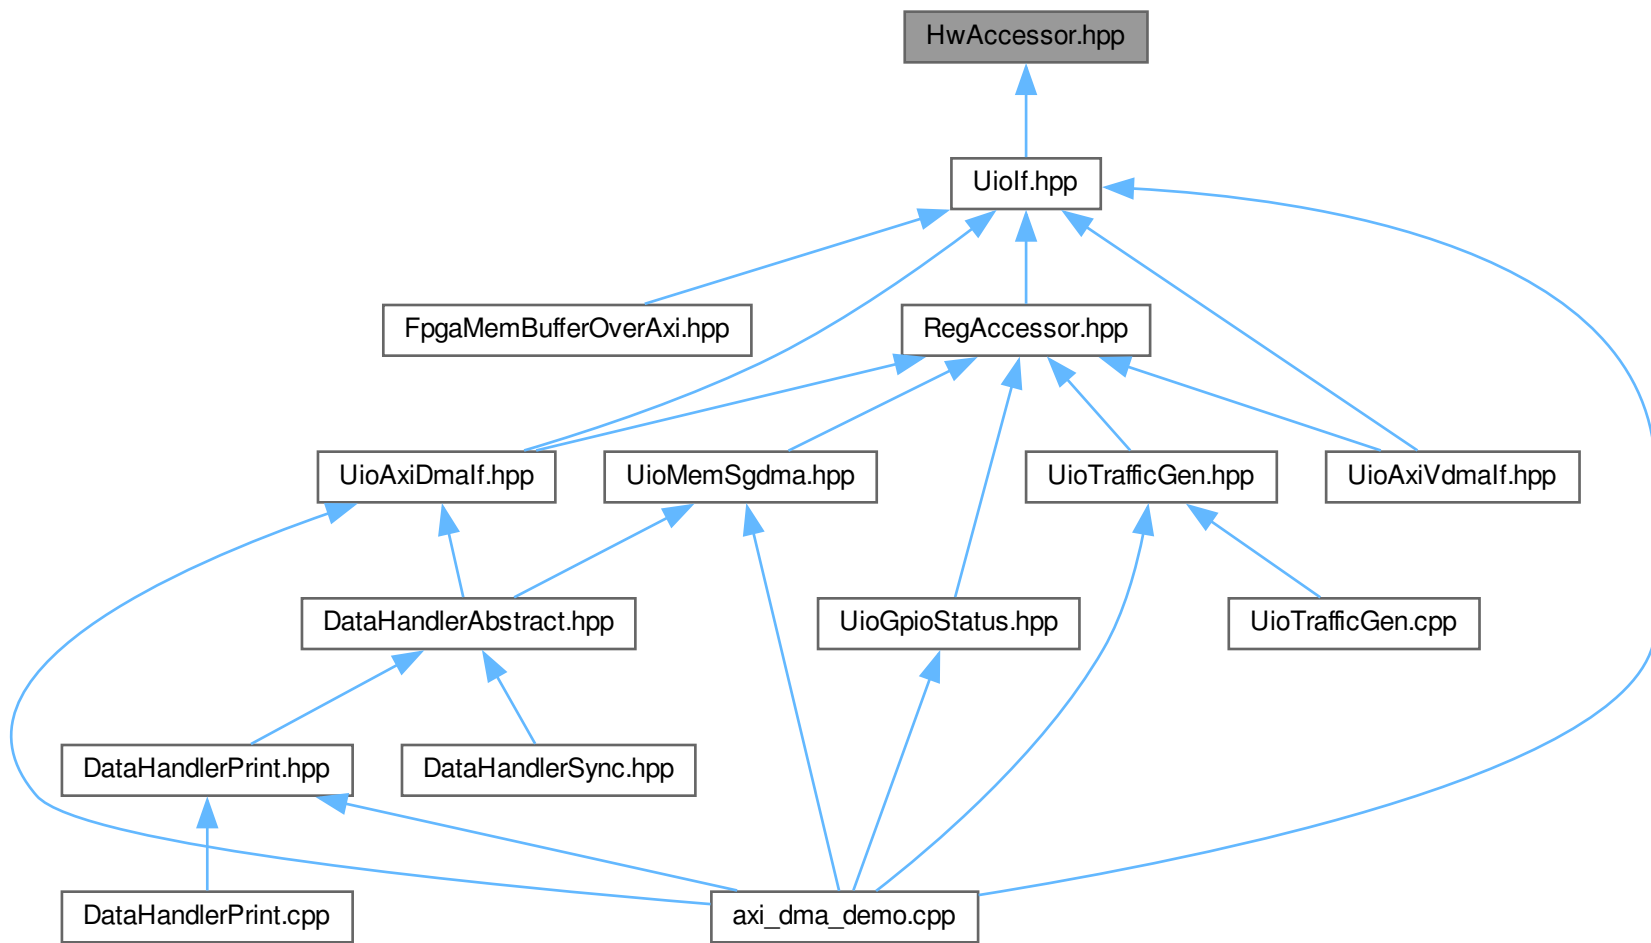 HwAccessor.hpp
UioIf.hpp
FpgaMemBufferOverAxi.hpp
RegAccessor.hpp
UioAxiDmaIf.hpp
UioMemSgdma.hpp
UioTrafficGen.hpp
UioAxiVdmaIf.hpp
DataHandlerAbstract.hpp
UioGpioStatus.hpp
UioTrafficGen.cpp
DataHandlerPrint.hpp
DataHandlerSync.hpp
DataHandlerPrint.cpp
axi_dma_demo.cpp